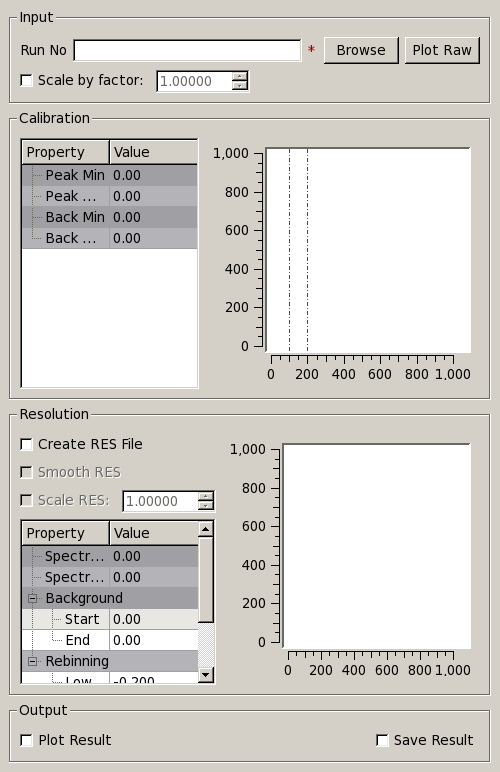 Input
Run No * Browse Plot Raw
Scale by factor: 1.00000
Calibration
Property Value
Peak Min 0.00
Peak ... 0.00
Back Min 0.00
Back ... 0.00
1,000
800
600
400
200
0
0 200 400 600 800 1,000
Resolution
Create RES File
Smooth RES
Scale RES: 1.00000
Property Value
Spectr... 0.00
Spectr... 0.00
Background
Start 0.00
End 0.00
Rebinning
Low -0.200
1,000
800
600
400
200
0
0 200 400 600 800 1,000
Output
Plot Result Save Result